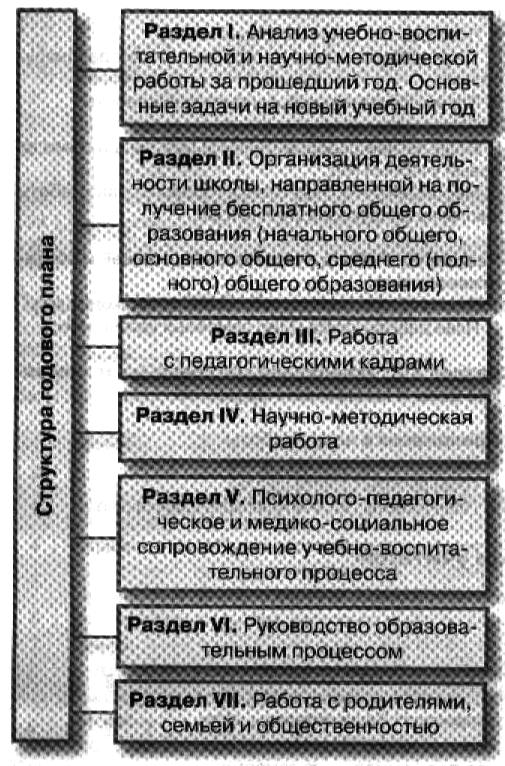 Структура годового плана
Раздел I. Анализ учебно-воспи-
тательной и научно-методической
работы за прошедший год. Основ-
ные задачи на новый учебный год
Раздел II. Организация деятель-
ности школы, направленной на по-
лучение бесплатного общего об-
разования (начального общего,
основного общего, среднего (пол-
ного) общего образования)
Раздел III. Работа
с педагогическими кадрами
Раздел IV. Научно-методическая
работа
Раздел V. Психолого-педагоги-
ческое и медико-социальное
сопровождение учебно-воспита-
тельного процесса
Раздел VI. Руководство образова-
тельным процессом
Раздел VII. Работа с родителями,
семьей и общественностью